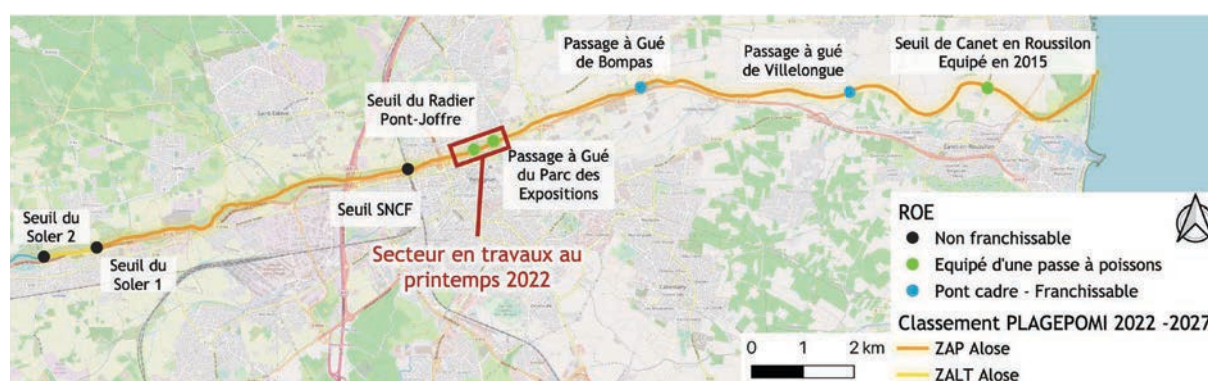 Passage à Gué
de Bompas
Passage à gué
de Villelongue
Seuil de Canet en Roussilon
Equipé en 2015
Seuil du Radier
Pont-Joffre
Passage à Gué
du Parc des
Expositions
Seuil SNCF
Seuil du
Soler 2
Seuil du
Soler 1
Secteur en travaux au
printemps 2022
ROE
Non franchissable
Equipé d'une passe à poissons
Pont cadre - Franchissable
Classement PLAGEPOMI 2022 -2027
ZAP Alose
ZALT Alose
0 1 2 km